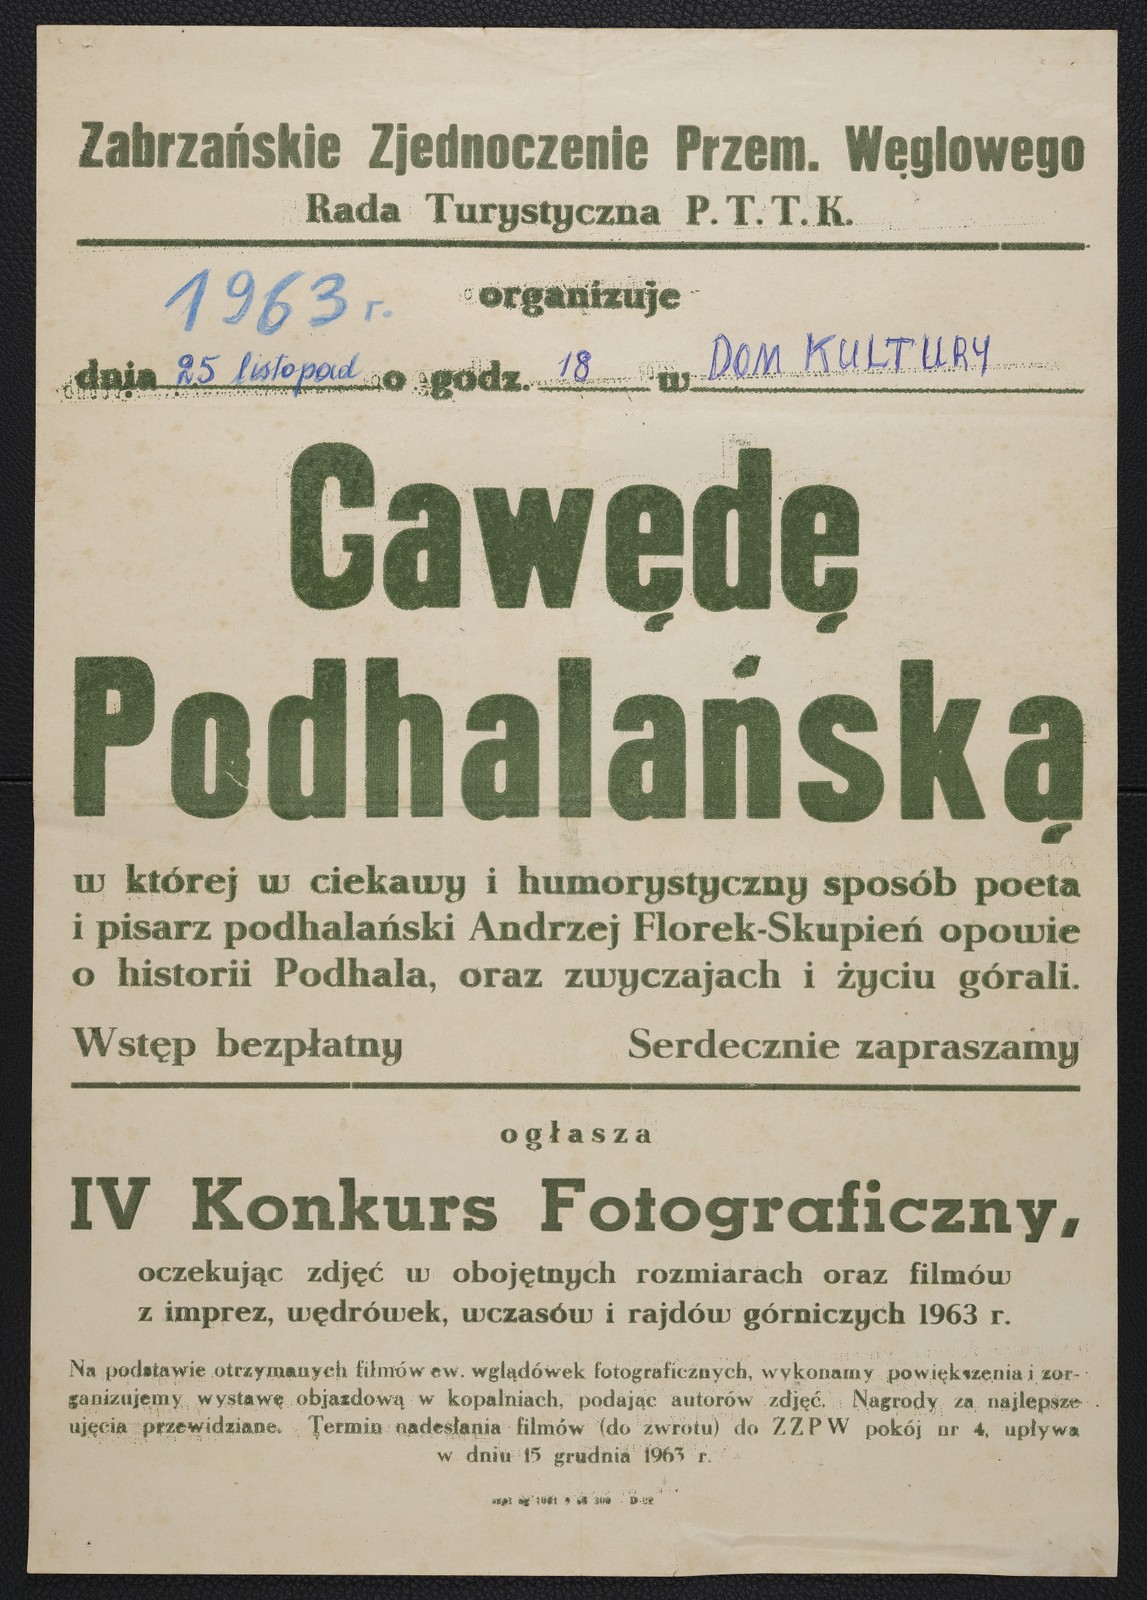 Zabrzańskie Zjednoczenie Przem. Węglowego
Rada Turystyczna P.T.T.K.
1963 r.
organizuje
dnia 25 listopad o godz. 18 w DOM KULTURY
Gawędę
Podhalańską
w której w ciekawy i humorystyczny sposób poeta
i pisarz podhalański Andrzej Florek-Skupień opowie
o historii Podhala, oraz zwyczajach i życiu górali.
Wstęp bezpłatny Serdecznie zapraszamy
ogłasza
IV Konkurs Fotograficzny,
oczekując zdjęć w obojętnych rozmiarach oraz filmów
z imprez, wędrówek, wczasów i rajdów górniczych 1963 r.
Na podstawie otrzymanych filmów ew. wglądówek fotograficznych, wykonamy powiększenia i zor-
ganizujemy wystawę objazdową w kopalniach, podając autorów zdjęć. Nagrody za najlepsze
ujęcia przewidziane. Termin nadesłania filmów (do zwrotu) do ZZPW pokój nr 4, upływa
w dniu 15 grudnia 1963 r.